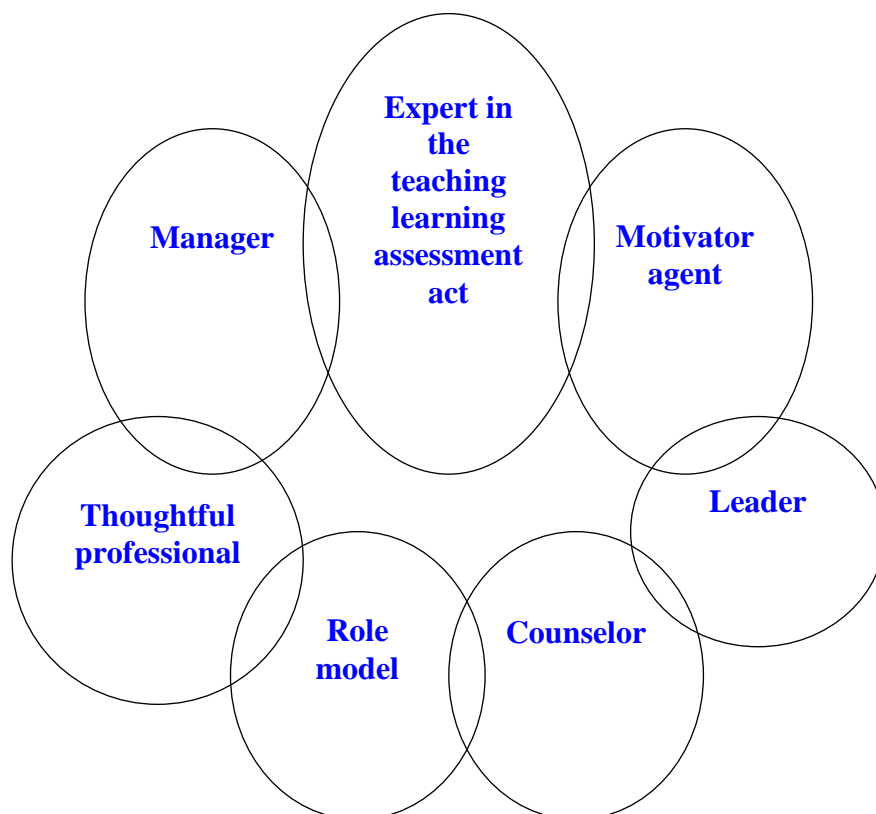 Expert in
the
teaching
learning
assessment
act
Manager
Motivator
agent
Thoughtful
professional
Leader
Role
model
Counselor